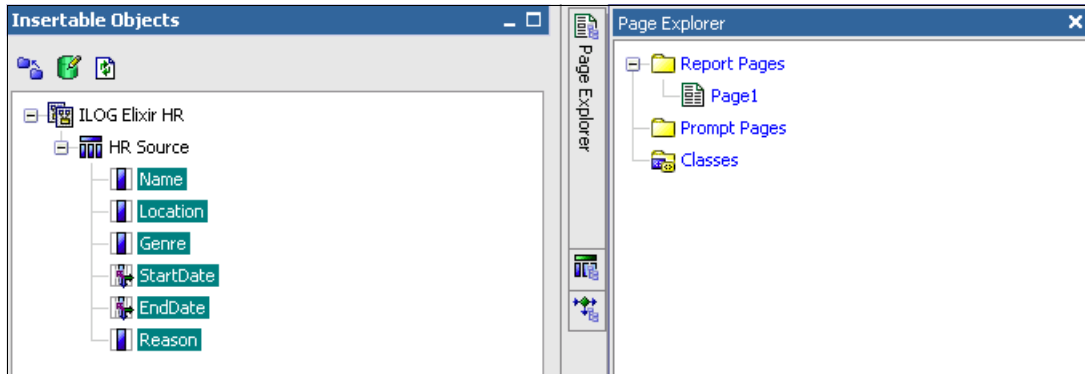 Insertable Objects
ILOG Elixir HR
HR Source
Name
Location
Genre
StartDate
EndDate
Reason
Page Explorer
Page Explorer
Report Pages
Page1
Prompt Pages
Classes